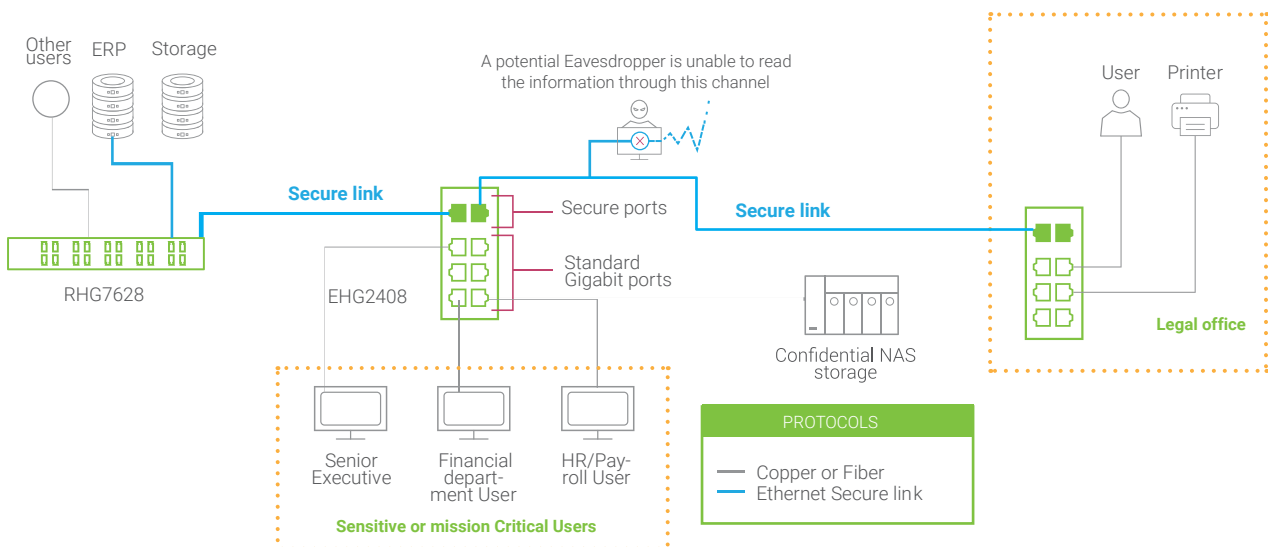 Other
users
ERP
Storage
A potential Eavesdropper is unable to read
the information through this channel
User
Printer
Secure link
Secure ports
Secure link
Standard
Gigabit ports
RHG7628
EHG2408
Legal office
Confidential NAS
storage
PROTOCOLS
Copper or Fiber
Ethernet Secure link
Senior
Executive
Financial
depart-
ment User
HR/Pay-
roll User
Sensitive or mission Critical Users